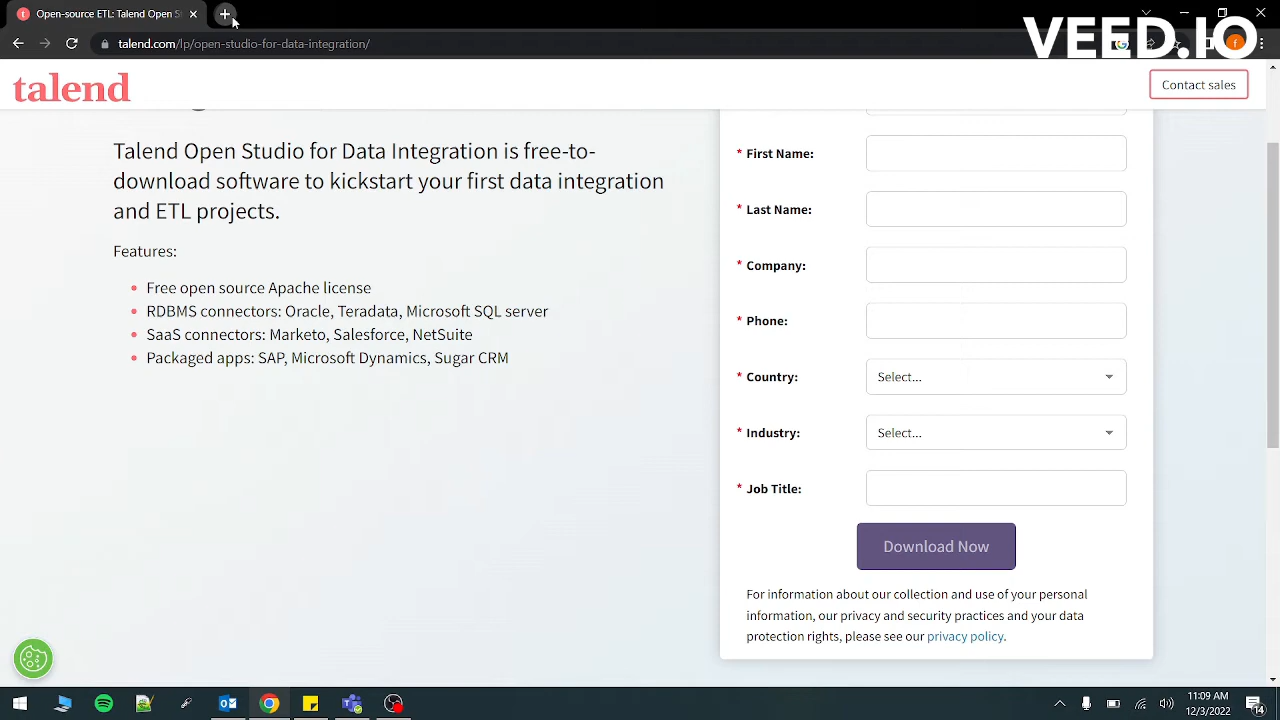 Open-source ETL: Talend Open S
VEED.IO
talend.com/lp/open-studio-for-data-integration/
talend
Contact sales
Talend Open Studio for Data Integration is free-to-
download software to kickstart your first data integration
and ETL projects.
Features:
Free open source Apache license
RDBMS connectors: Oracle, Teradata, Microsoft SQL server
SaaS connectors: Marketo, Salesforce, NetSuite
Packaged apps: SAP, Microsoft Dynamics, Sugar CRM
* First Name:
* Last Name:
* Company:
* Phone:
* Country: Select...
* Industry: Select...
* Job Title:
Download Now
For information about our collection and use of your personal
information, our privacy and security practices and your data
protection rights, please see our privacy policy.
11:09 AM
12/3/2022